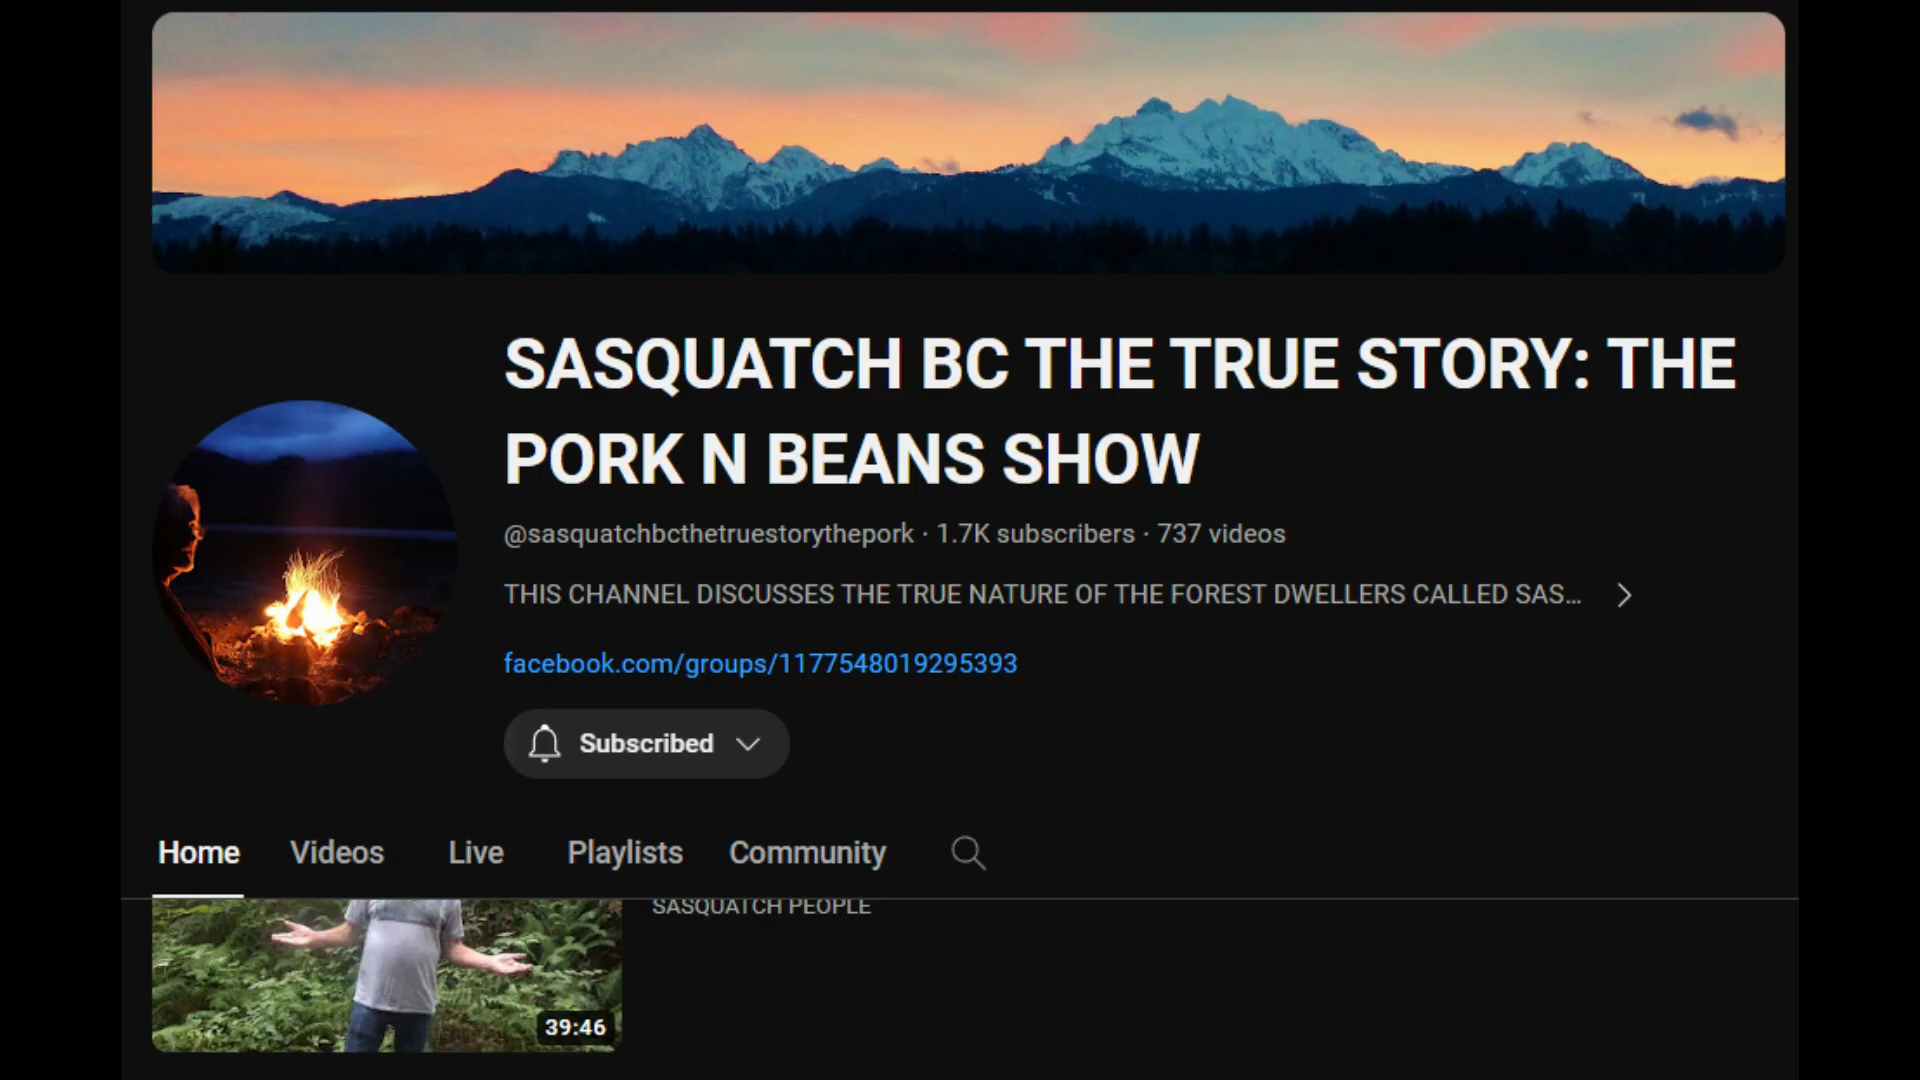 SASQUATCH BC THE TRUE STORY: THE
PORK N BEANS SHOW
@sasquatchbcthetruestorythepork · 1.7K subscribers · 737 videos
THIS CHANNEL DISCUSSES THE TRUE NATURE OF THE FOREST DWELLERS CALLED SAS...
facebook.com/groups/1177548019295393
Subscribed
Home Videos Live Playlists Community
SASQUATCH PEOPLE
39:46